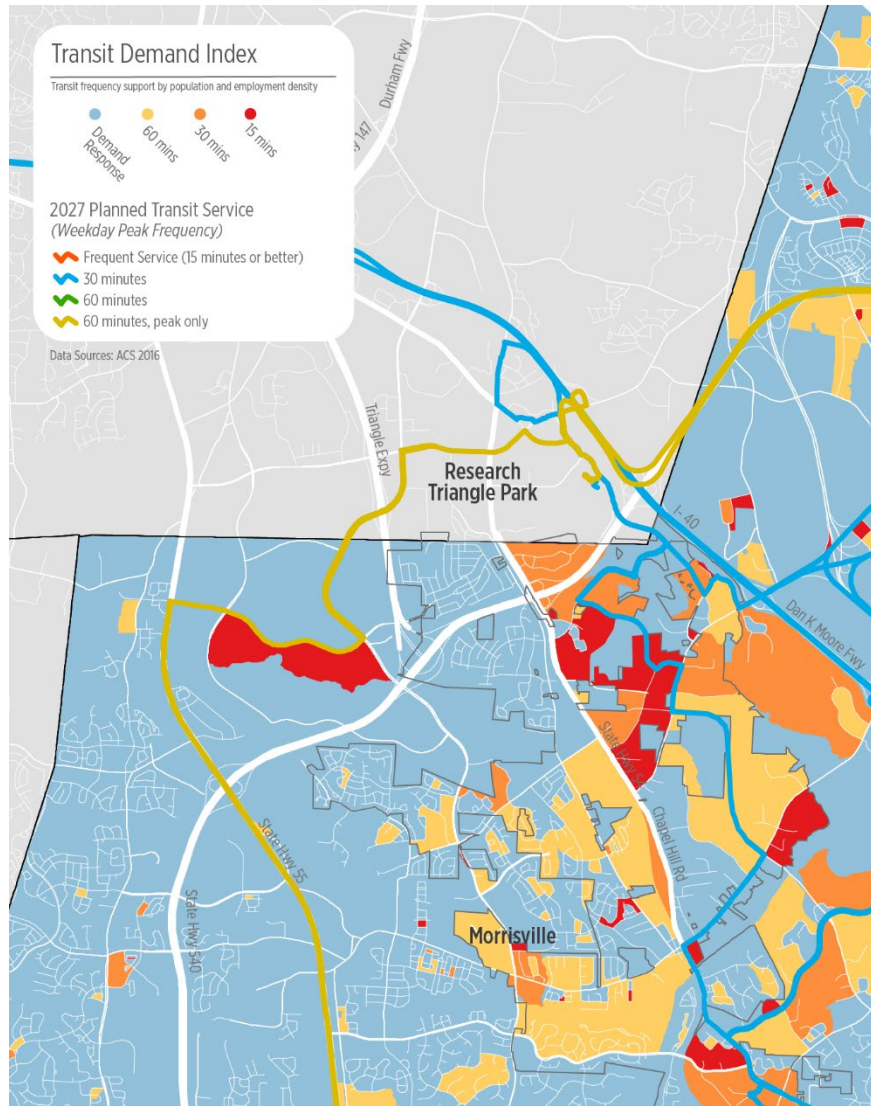 Transit Demand Index
Transit frequency support by population and employment density
Demand
Response
60 mins
30 mins
15 mins
2027 Planned Transit Service
(Weekday Peak Frequency)
Frequent Service (15 minutes or better)
30 minutes
60 minutes
60 minutes, peak only
Data Sources: ACS 2016
Durham Fwy
147
Triangle Expy
Research
Triangle Park
I- 40
Dan K Moore Fwy
State Hwy 54
Chapel Hill Rd
State Hwy 55
State Hwy 540
Morrisville